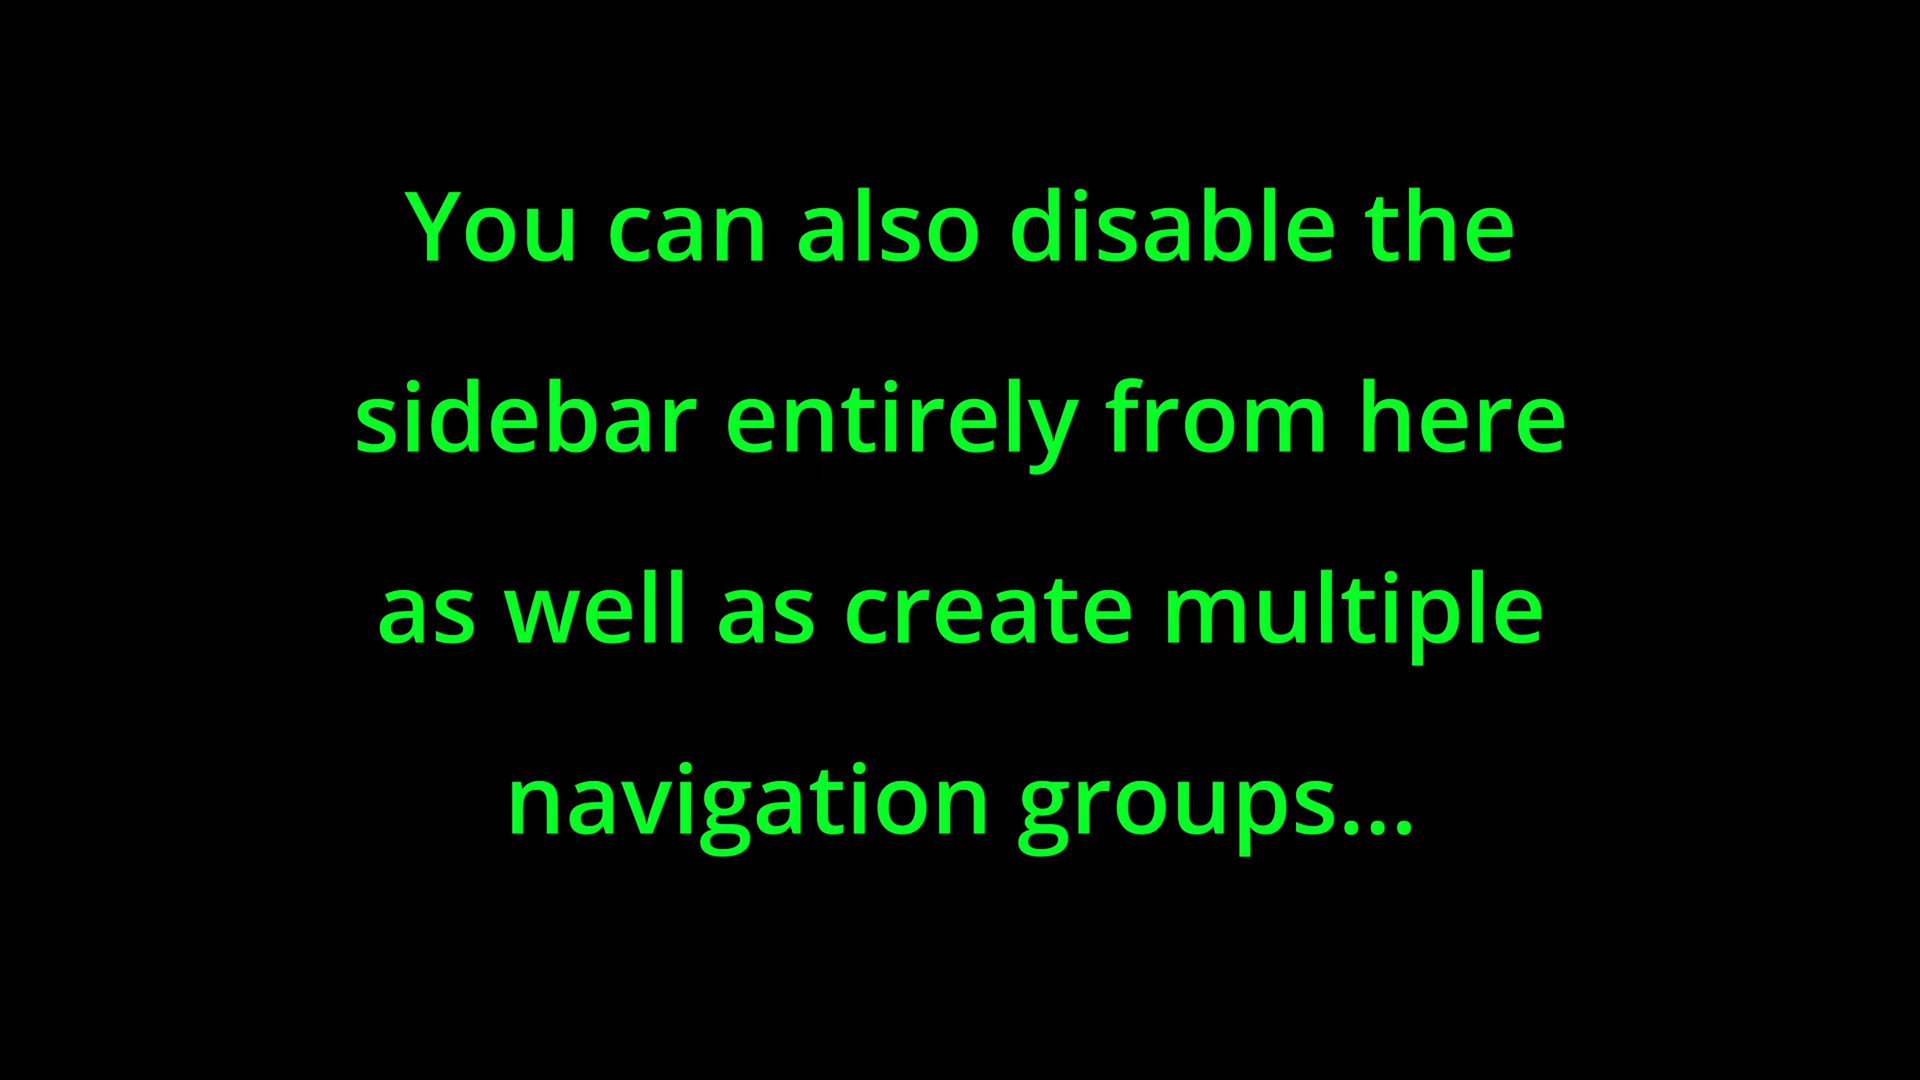 You can also disable the
sidebar entirely from here
as well as create multiple
navigation groups...